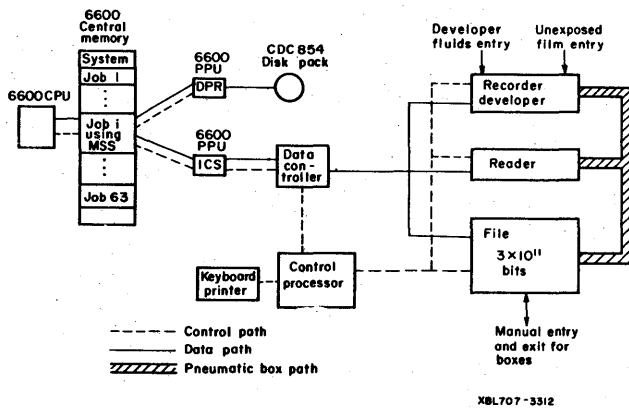 6600
Central
memory
System
Job 1
Job i
using
MSS
Job 63
6600 CPU
6600
PPU
DPR
CDC 854
Disk pack
6600
PPU
ICS
Data
con-
troller
Keyboard
printer
Control
processor
Developer
fluids entry
Unexposed
film entry
Recorder
developer
Reader
File
3×10¹¹
bits
Manual entry
and exit for
boxes
Control path
Data path
Pneumatic box path
XBL707-3312